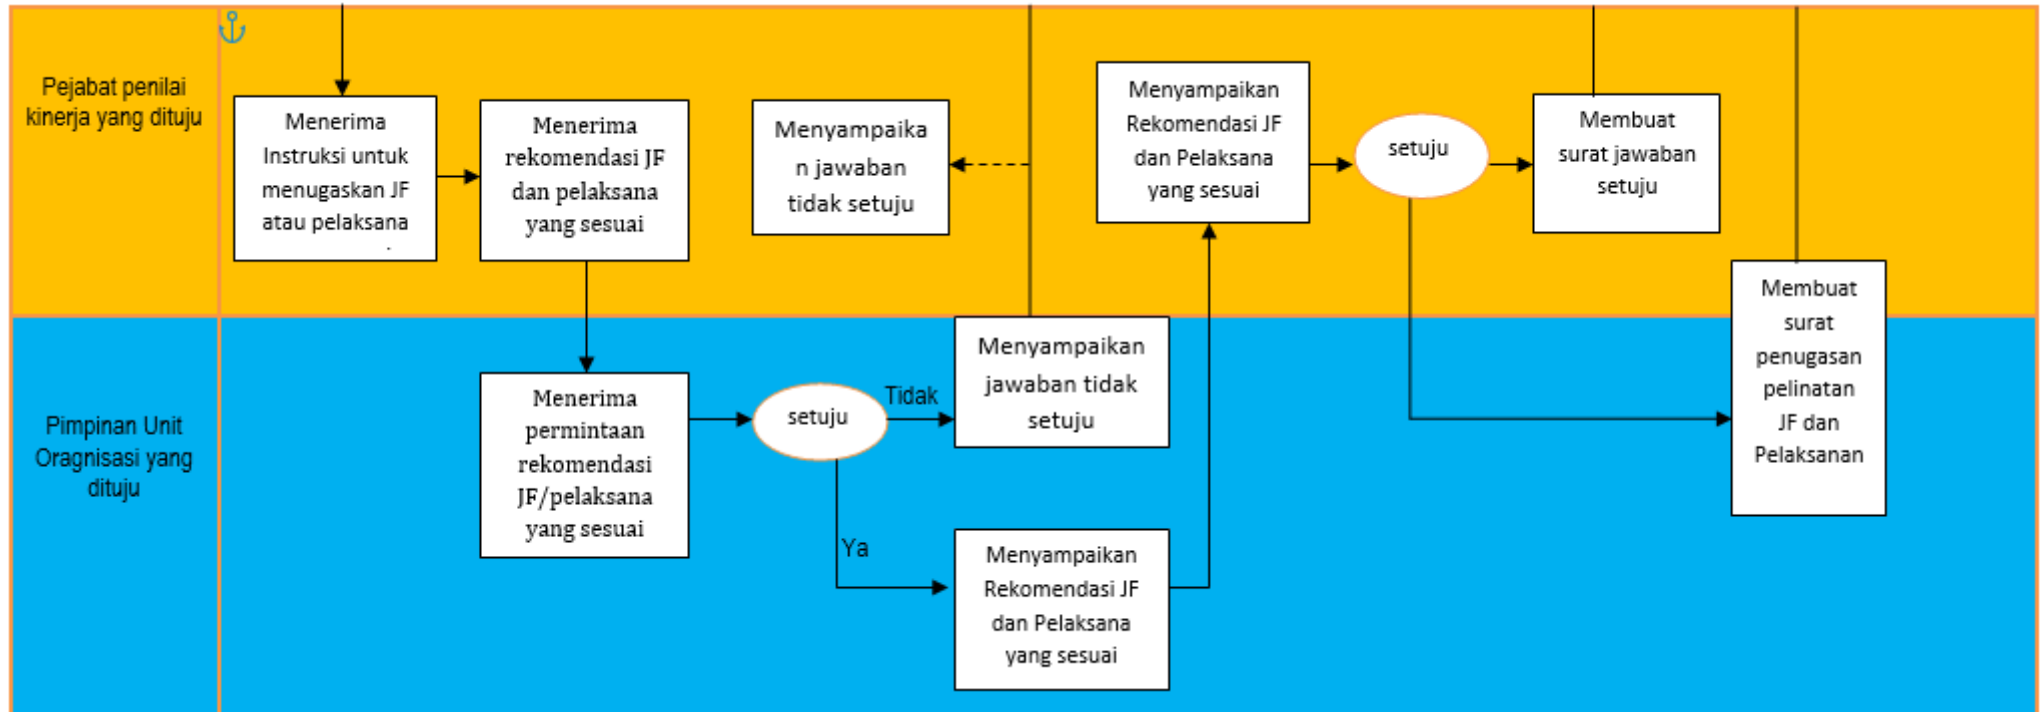 Pejabat penilai
kinerja yang dituju
Menerima
Instruksi untuk
menugaskan JF
atau pelaksana
Menerima
rekomendasi JF
dan pelaksana
yang sesuai
Menyampaika
n jawaban
tidak setuju
Menyampaikan
Rekomendasi JF
dan Pelaksana
yang sesuai
setuju
Membuat
surat jawaban
setuju
Membuat
surat
penugasan
pelinatan
JF dan
Pelaksanan
Pimpinan Unit
Oragnisasi yang
dituju
Menerima
permintaan
rekomendasi
JF/pelaksana
yang sesuai
setuju
Tidak
Menyampaikan
jawaban tidak
setuju
Ya
Menyampaikan
Rekomendasi JF
dan Pelaksana
yang sesuai